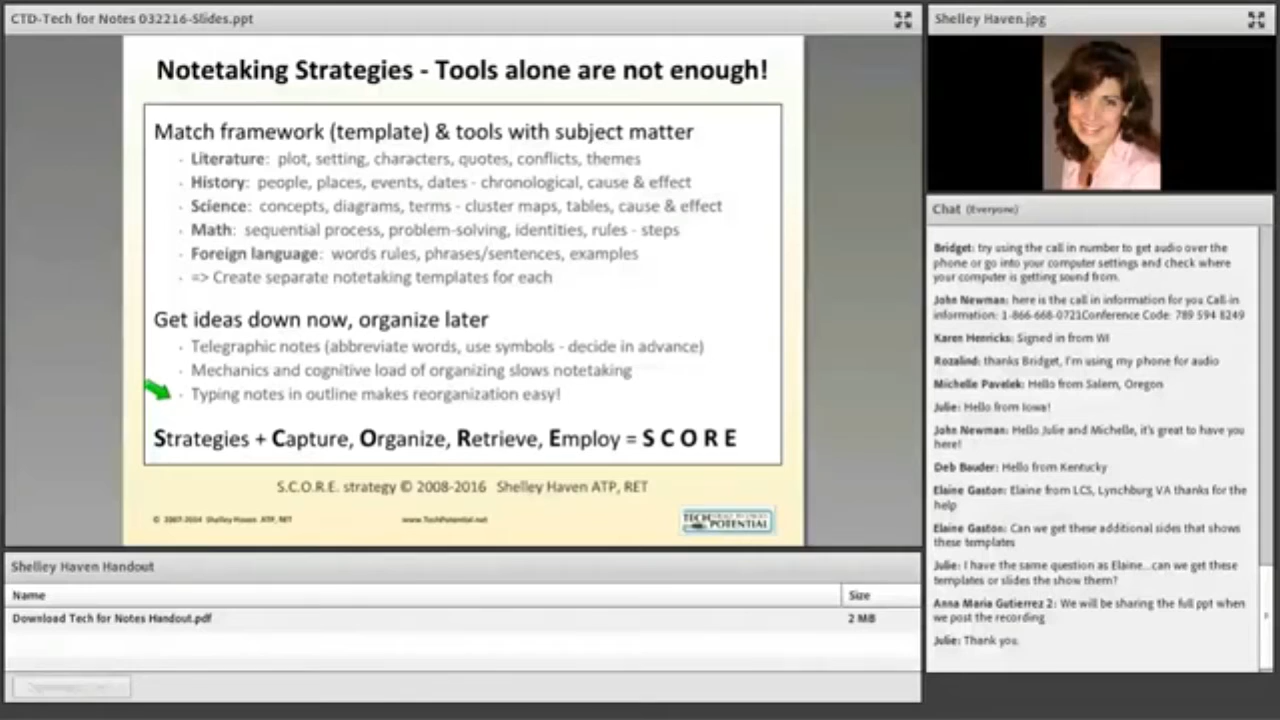 CTD-Tech for Notes 032216-Slides.ppt
Notetaking Strategies - Tools alone are not enough!
Match framework (template) & tools with subject matter
· Literature: plot, setting, characters, quotes, conflicts, themes
· History: people, places, events, dates - chronological, cause & effect
· Science: concepts, diagrams, terms - cluster maps, tables, cause & effect
· Math: sequential process, problem-solving, identities, rules - steps
· Foreign language: words rules, phrases/sentences, examples
· => Create separate notetaking templates for each
Get ideas down now, organize later
· Telegraphic notes (abbreviate words, use symbols - decide in advance)
· Mechanics and cognitive load of organizing slows notetaking
· Typing notes in outline makes reorganization easy!
Strategies + Capture, Organize, Retrieve, Employ = S C O R E
S.C.O.R.E. strategy © 2008-2016 Shelley Haven ATP, RET
© 2007-2014 Shelley Haven ATP, RET
www.TechPotential.net
TECH
POTENTIAL
Shelley Haven Handout
Name
Size
Download Tech for Notes Handout.pdf
2 MB
Shelley Haven.jpg
Chat (Everyone)
Bridget: try using the call in number to get audio over the
phone or go into your computer settings and check where
your computer is getting sound from.
John Newman: here is the call in information for you Call-in
information: 1-866-668-0721Conference Code: 789 594 8249
Karen Henricks: Signed in from WI
Rozalind: thanks Bridget, I'm using my phone for audio
Michelle Pavelek: Hello from Salem, Oregon
Julie: Hello from Iowa!
John Newman: Hello Julie and Michelle, it's great to have you
here!
Deb Bauder: Hello from Kentucky
Elaine Gaston: Elaine from LCS, Lynchburg VA thanks for the
help
Elaine Gaston: Can we get these additional sides that shows
these templates
Julie: I have the same question as Elaine...can we get these
templates or slides the show them?
Anna Maria Gutierrez 2: We will be sharing the full ppt when
we post the recording
Julie: Thank you.